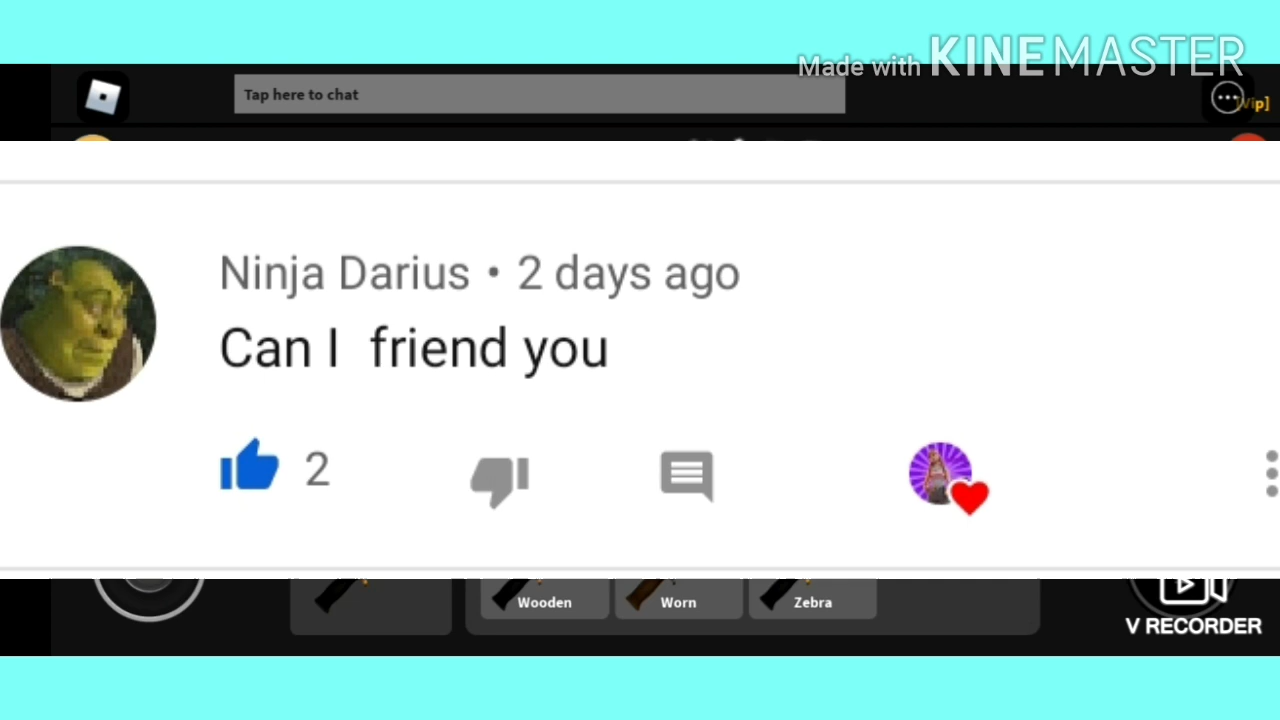 Made with KINEMASTER
Tap here to chat
Vip]
Ninja Darius • 2 days ago
Can I friend you
2
Wooden
Worn
Zebra
V RECORDER